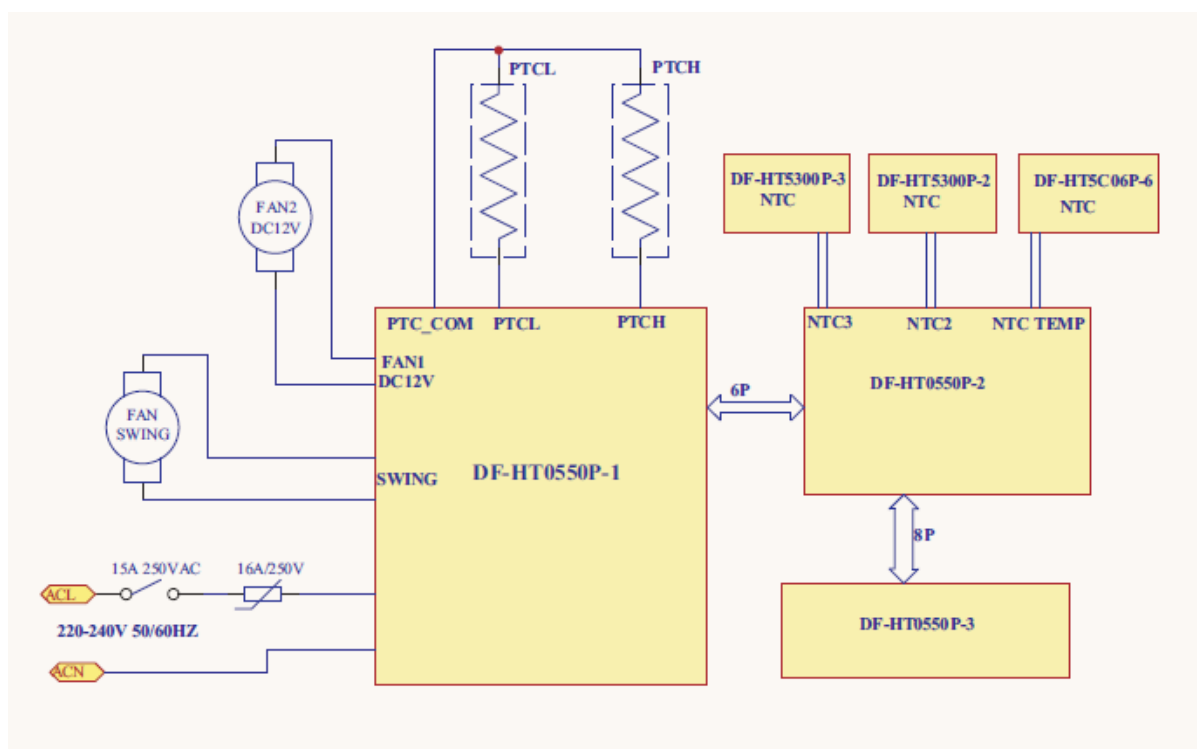 PTCL
PTCH
FAN2
DC12V
DF-HT5300P-3
NTC
DF-HT5300P-2
NTC
DF-HT5C06P-6
NTC
PTC_COM
PTCL
PTCH
NTC3
NTC2
NTC TEMP
FAN1
DC12V
DF-HT0550P-2
6P
FAN
SWING
SWING
DF-HT0550P-1
8P
15A 250VAC
16A/250V
ACL
220-240V 50/60HZ
ACN
DF-HT0550P-3